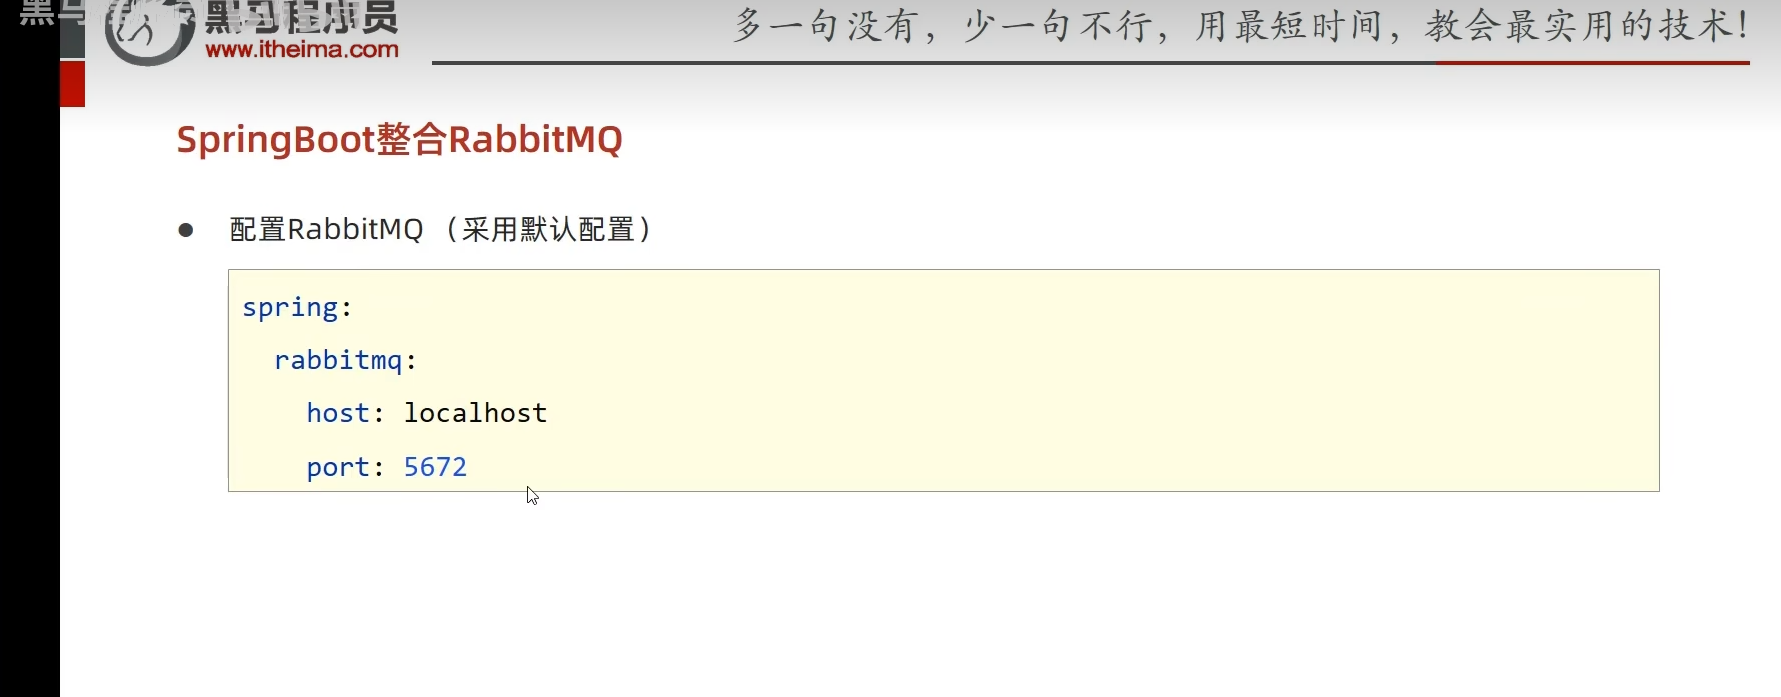 黑马程序员
www.itheima.com
多一句没有，少一句不行，用最短时间，教会最实用的技术！
SpringBoot整合RabbitMQ
● 配置RabbitMQ （采用默认配置）
spring:
  rabbitmq:
    host: localhost
    port: 5672